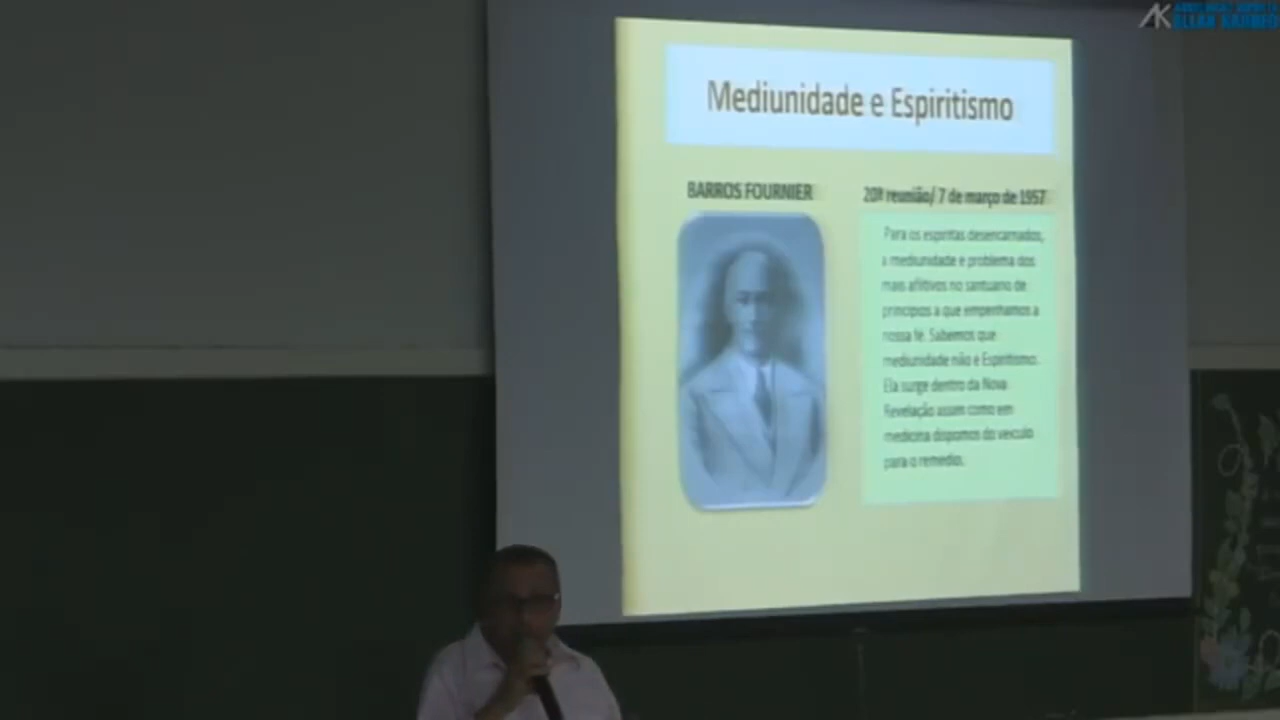 ALLAN KARDEC
Mediunidade e Espiritismo
BARROS FOURNIER
20ª reunião/ 7 de março de 1957
Para os espíritas desencarnados,
a mediunidade é problema dos
mais aflitivos no santuário de
princípios a que empenhamos a
nossa fé. Sabemos que
mediunidade não é Espiritismo.
Ela surge dentro da Nova
Revelação assim como em
medicina dispomos do veículo
para o remédio.